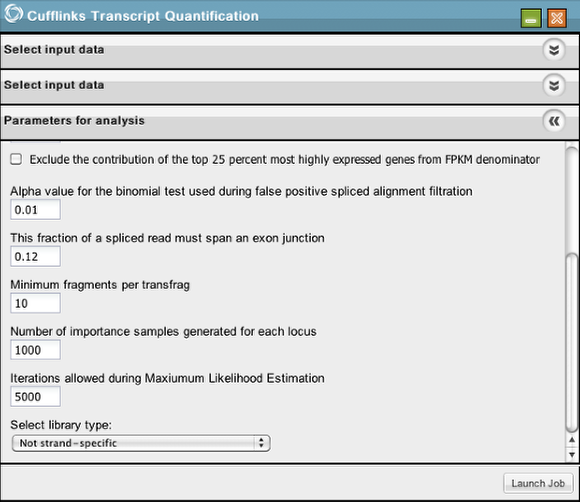 Cufflinks Transcript Quantification
Select input data
Select input data
Parameters for analysis
Exclude the contribution of the top 25 percent most highly expressed genes from FPKM denominator
Alpha value for the binomial test used during false positive spliced alignment filtration
0.01
This fraction of a spliced read must span an exon junction
0.12
Minimum fragments per transfrag
10
Number of importance samples generated for each locus
1000
Iterations allowed during Maxiumum Likelihood Estimation
5000
Select library type:
Not strand-specific
Launch Job